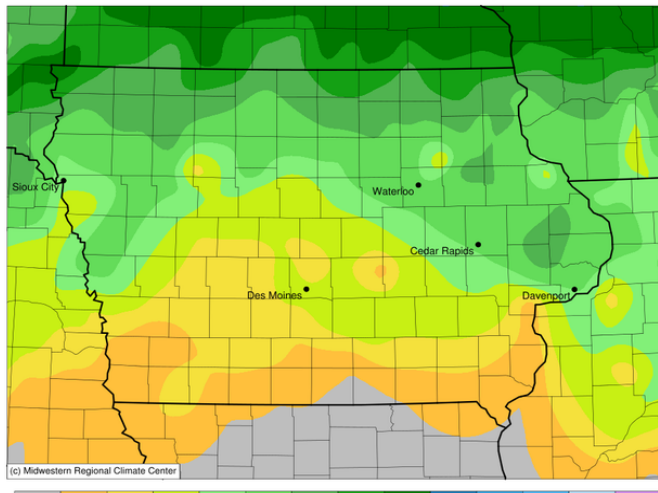 Sioux City
Waterloo
Cedar Rapids
Des Moines
Davenport
(c) Midwestern Regional Climate Center